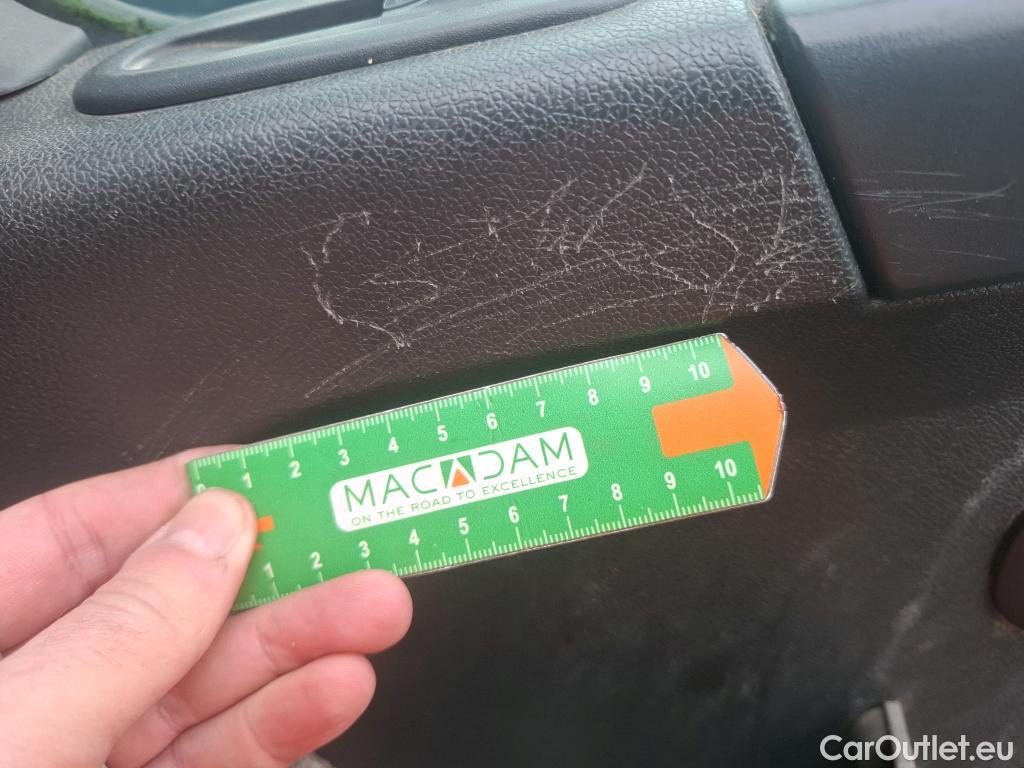 0 1 2 3 4 5 6 7 8 9 10
MACADAM
ON THE ROAD TO EXCELLENCE
1 2 3 4 5 6 7 8 9 10
CarOutlet.eu